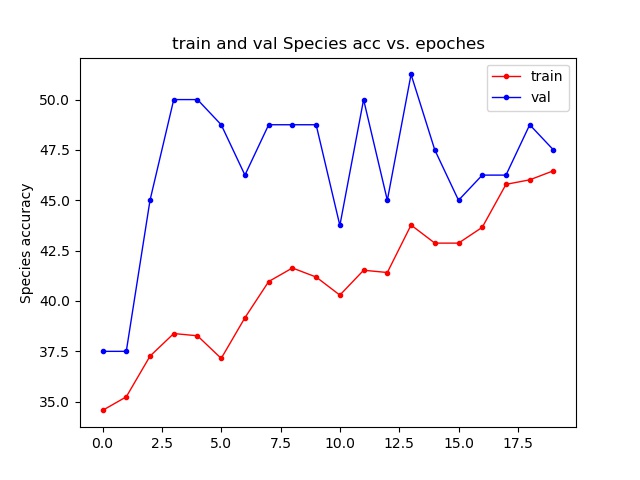 train and val Species acc vs. epoches
train
val
Species accuracy
50.0
47.5
45.0
42.5
40.0
37.5
35.0
0.0 2.5 5.0 7.5 10.0 12.5 15.0 17.5